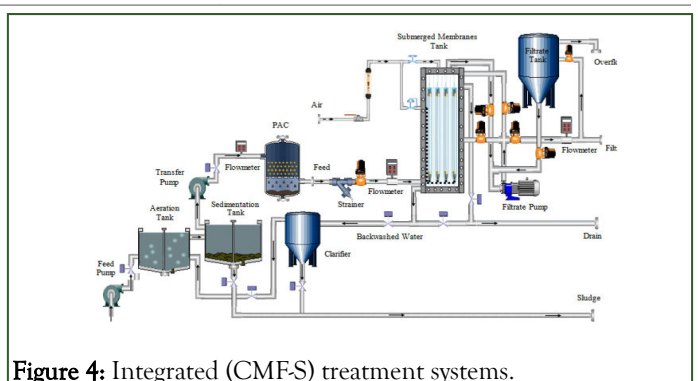 Submerged Membranes
Tank
Filtrate
Tank
Overfl
Air
PAC
Flowmeter
Feed
Transfer
Pump
Flowmeter
Filt
Strainer
Flowmeter
Filtrate Pump
Aeration
Tank
Sedimentation
Tank
Backwashed Water
Drain
Clarifier
Feed
Pump
Sludge
Figure 4: Integrated (CMF-S) treatment systems.